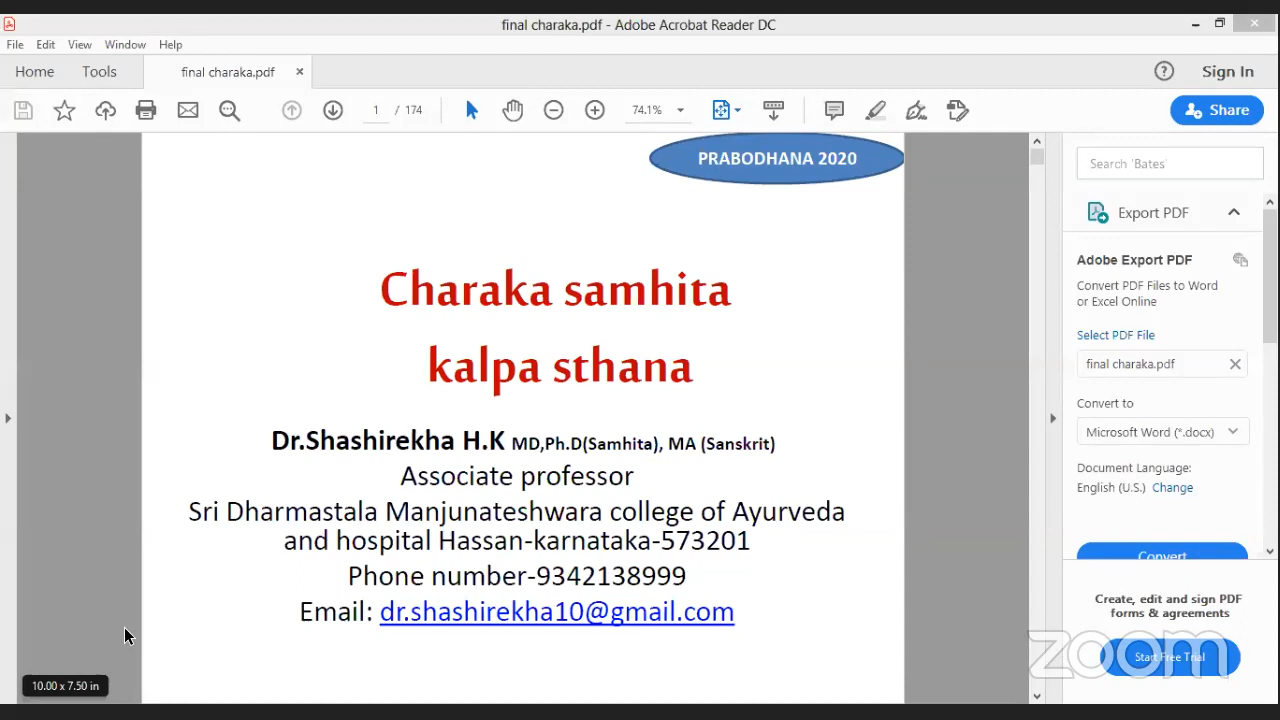 final charaka.pdf - Adobe Acrobat Reader DC
File Edit View Window Help
Home Tools final charaka.pdf × Sign In
1 / 174 74.1% Share
PRABODHANA 2020
Charaka samhita
kalpa sthana
Dr.Shashirekha H.K MD,Ph.D(Samhita), MA (Sanskrit)
Associate professor
Sri Dharmastala Manjunateshwara college of Ayurveda
and hospital Hassan-karnataka-573201
Phone number-9342138999
Email: dr.shashirekha10@gmail.com
10.00 x 7.50 in
Search 'Bates'
Export PDF
Adobe Export PDF
Convert PDF Files to Word
or Excel Online
Select PDF File
final charaka.pdf
Convert to
Microsoft Word (*.docx)
Document Language:
English (U.S.) Change
Convert
Create, edit and sign PDF
forms & agreements
Start Free Trial
zoom